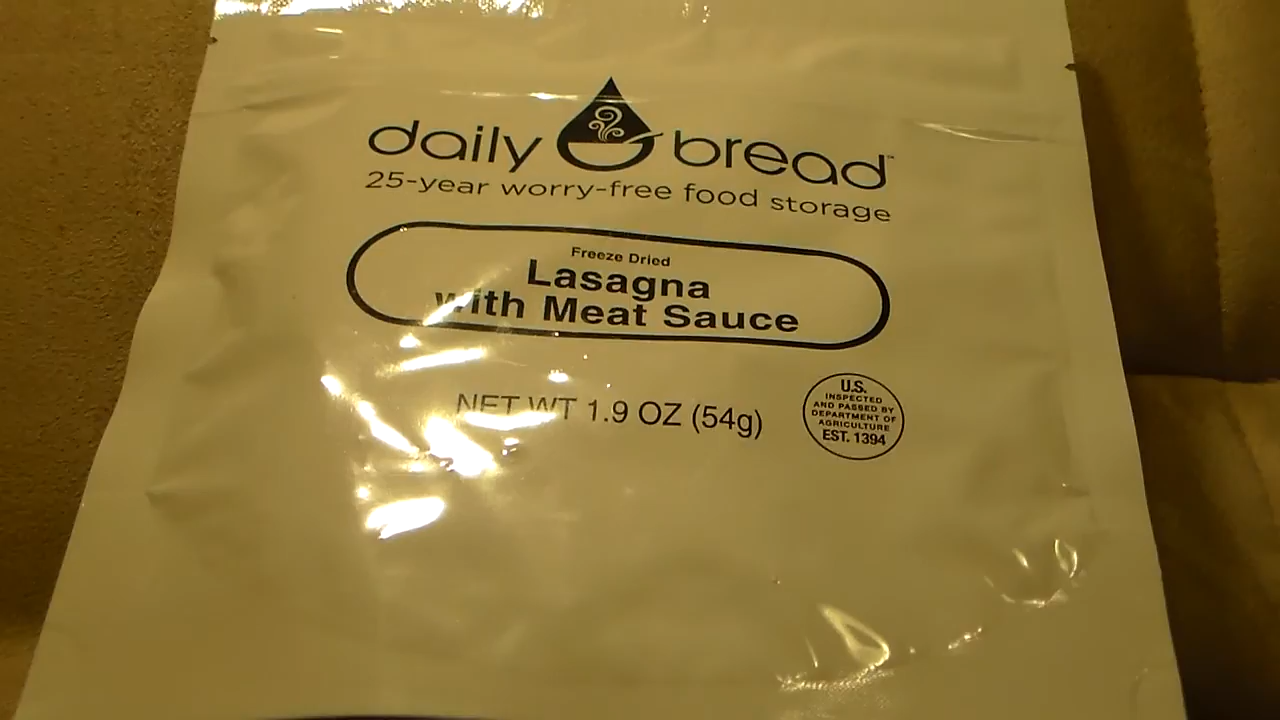 daily bread™
25-year worry-free food storage
Freeze Dried
Lasagna
with Meat Sauce
NET WT 1.9 OZ (54g)
U.S.
INSPECTED
AND PASSED BY
DEPARTMENT OF
AGRICULTURE
EST. 1394